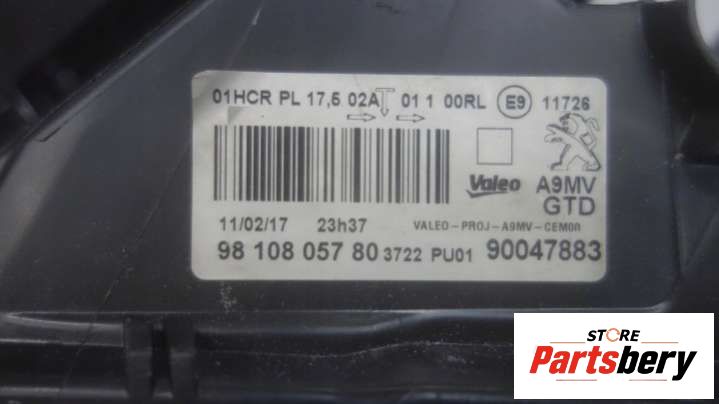 01HCR PL 17,5 02A 01 1 00RL E9 11726
Valeo A9MV
GTD
11/02/17 23h37 VALEO-PROJ-A9MV-CEM00
98 108 057 80 3722 PU01 90047883
STORE
Partsbery